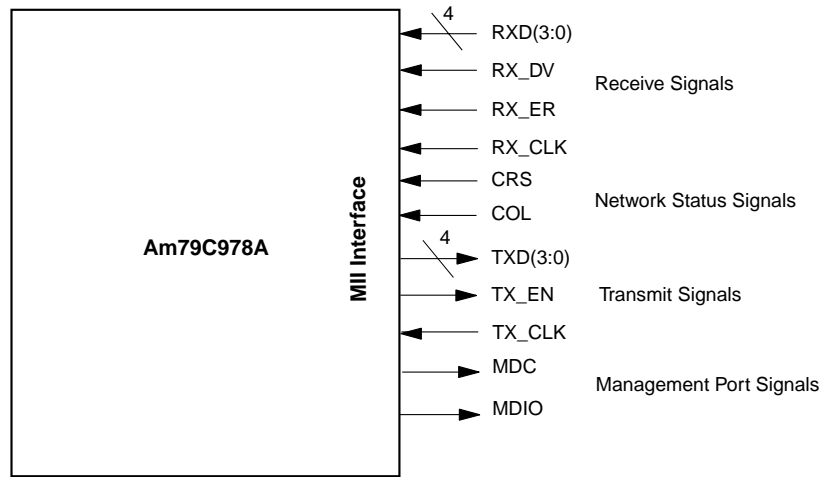 4
RXD(3:0)
RX_DV
Receive Signals
RX_ER
RX_CLK
CRS
Network Status Signals
COL
Am79C978A
MII Interface
4
TXD(3:0)
TX_EN
Transmit Signals
TX_CLK
MDC
Management Port Signals
MDIO